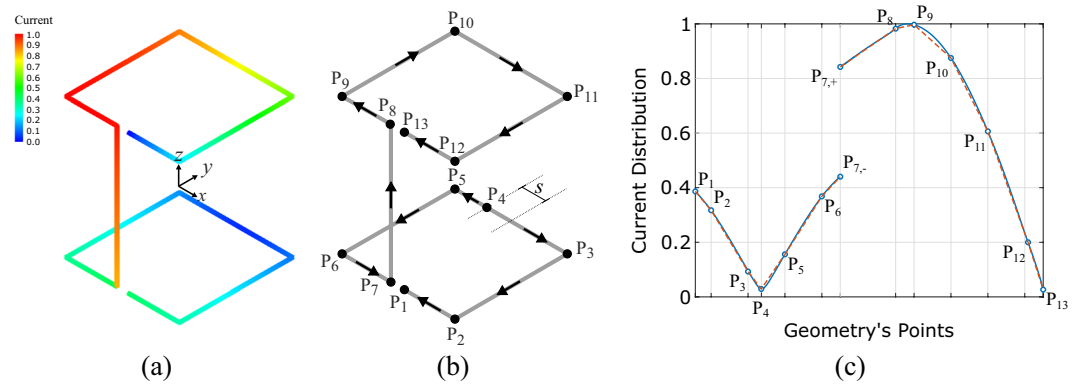 Current
1.0
0.9
0.8
0.7
0.6
0.5
0.4
0.3
0.2
0.1
0.0
z
y
x
(a)
P10
P9
P8
P11
P13
P12
P5
P4
s
P6
P3
P7
P1
P2
(b)
Current Distribution
1
0.8
0.6
0.4
0.2
0
P8
P9
P7,+
P10
P11
P1
P2
P7,-
P6
P5
P3
P4
P12
P13
Geometry's Points
(c)